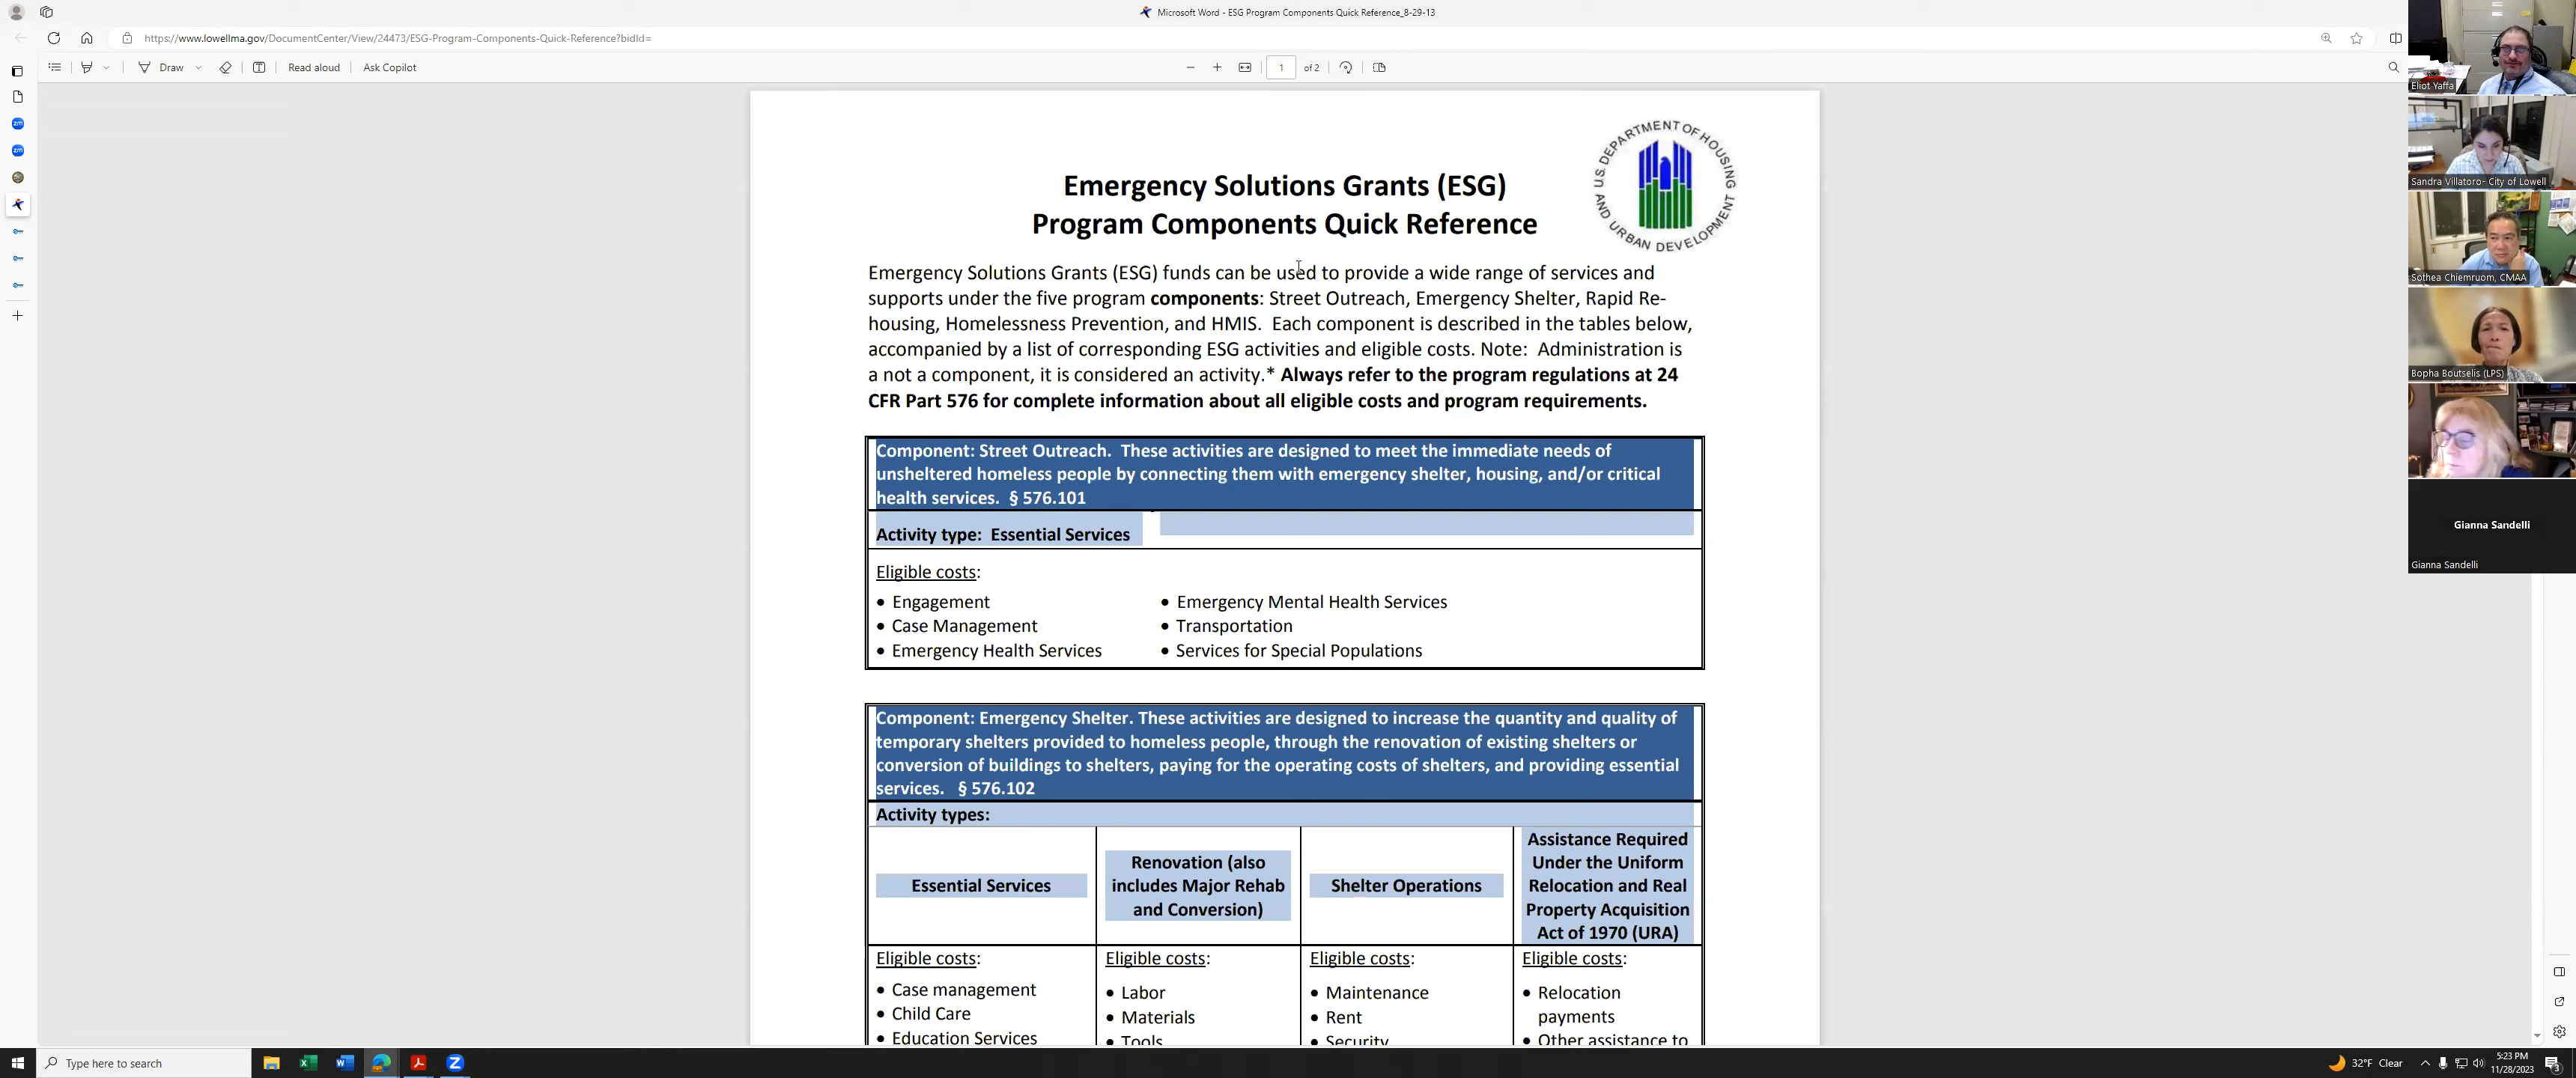 Microsoft Word - ESG Program Components Quick Reference_8-29-13
https://www.lowellma.gov/DocumentCenter/View/24473/ESG-Program-Components-Quick-Reference?bidId=
Draw
Read aloud
Ask Copilot
1
of 2
U.S. DEPARTMENT OF HOUSING
AND URBAN DEVELOPMENT
Emergency Solutions Grants (ESG)
Program Components Quick Reference
Emergency Solutions Grants (ESG) funds can be used to provide a wide range of services and
supports under the five program components: Street Outreach, Emergency Shelter, Rapid Re-
housing, Homelessness Prevention, and HMIS. Each component is described in the tables below,
accompanied by a list of corresponding ESG activities and eligible costs. Note: Administration is
a not a component, it is considered an activity.* Always refer to the program regulations at 24
CFR Part 576 for complete information about all eligible costs and program requirements.
Component: Street Outreach. These activities are designed to meet the immediate needs of
unsheltered homeless people by connecting them with emergency shelter, housing, and/or critical
health services. § 576.101
Activity type: Essential Services
Eligible costs:
• Engagement
• Case Management
• Emergency Health Services
• Emergency Mental Health Services
• Transportation
• Services for Special Populations
Component: Emergency Shelter. These activities are designed to increase the quantity and quality of
temporary shelters provided to homeless people, through the renovation of existing shelters or
conversion of buildings to shelters, paying for the operating costs of shelters, and providing essential
services. § 576.102
Activity types:
Essential Services
Renovation (also
includes Major Rehab
and Conversion)
Shelter Operations
Assistance Required
Under the Uniform
Relocation and Real
Property Acquisition
Act of 1970 (URA)
Eligible costs:
• Case management
• Child Care
• Education Services
Eligible costs:
• Labor
• Materials
• Tools
Eligible costs:
• Maintenance
• Rent
• Security
Eligible costs:
• Relocation
payments
• Other assistance to
Eliot Yaffa
Sandra Villatoro- City of Lowell
Sothea Chiemruom, CMAA
Bopha Boutselis (LPS)
Gianna Sandelli
Gianna Sandelli
zm
zm
Type here to search
32°F Clear
5:23 PM
11/28/2023
3